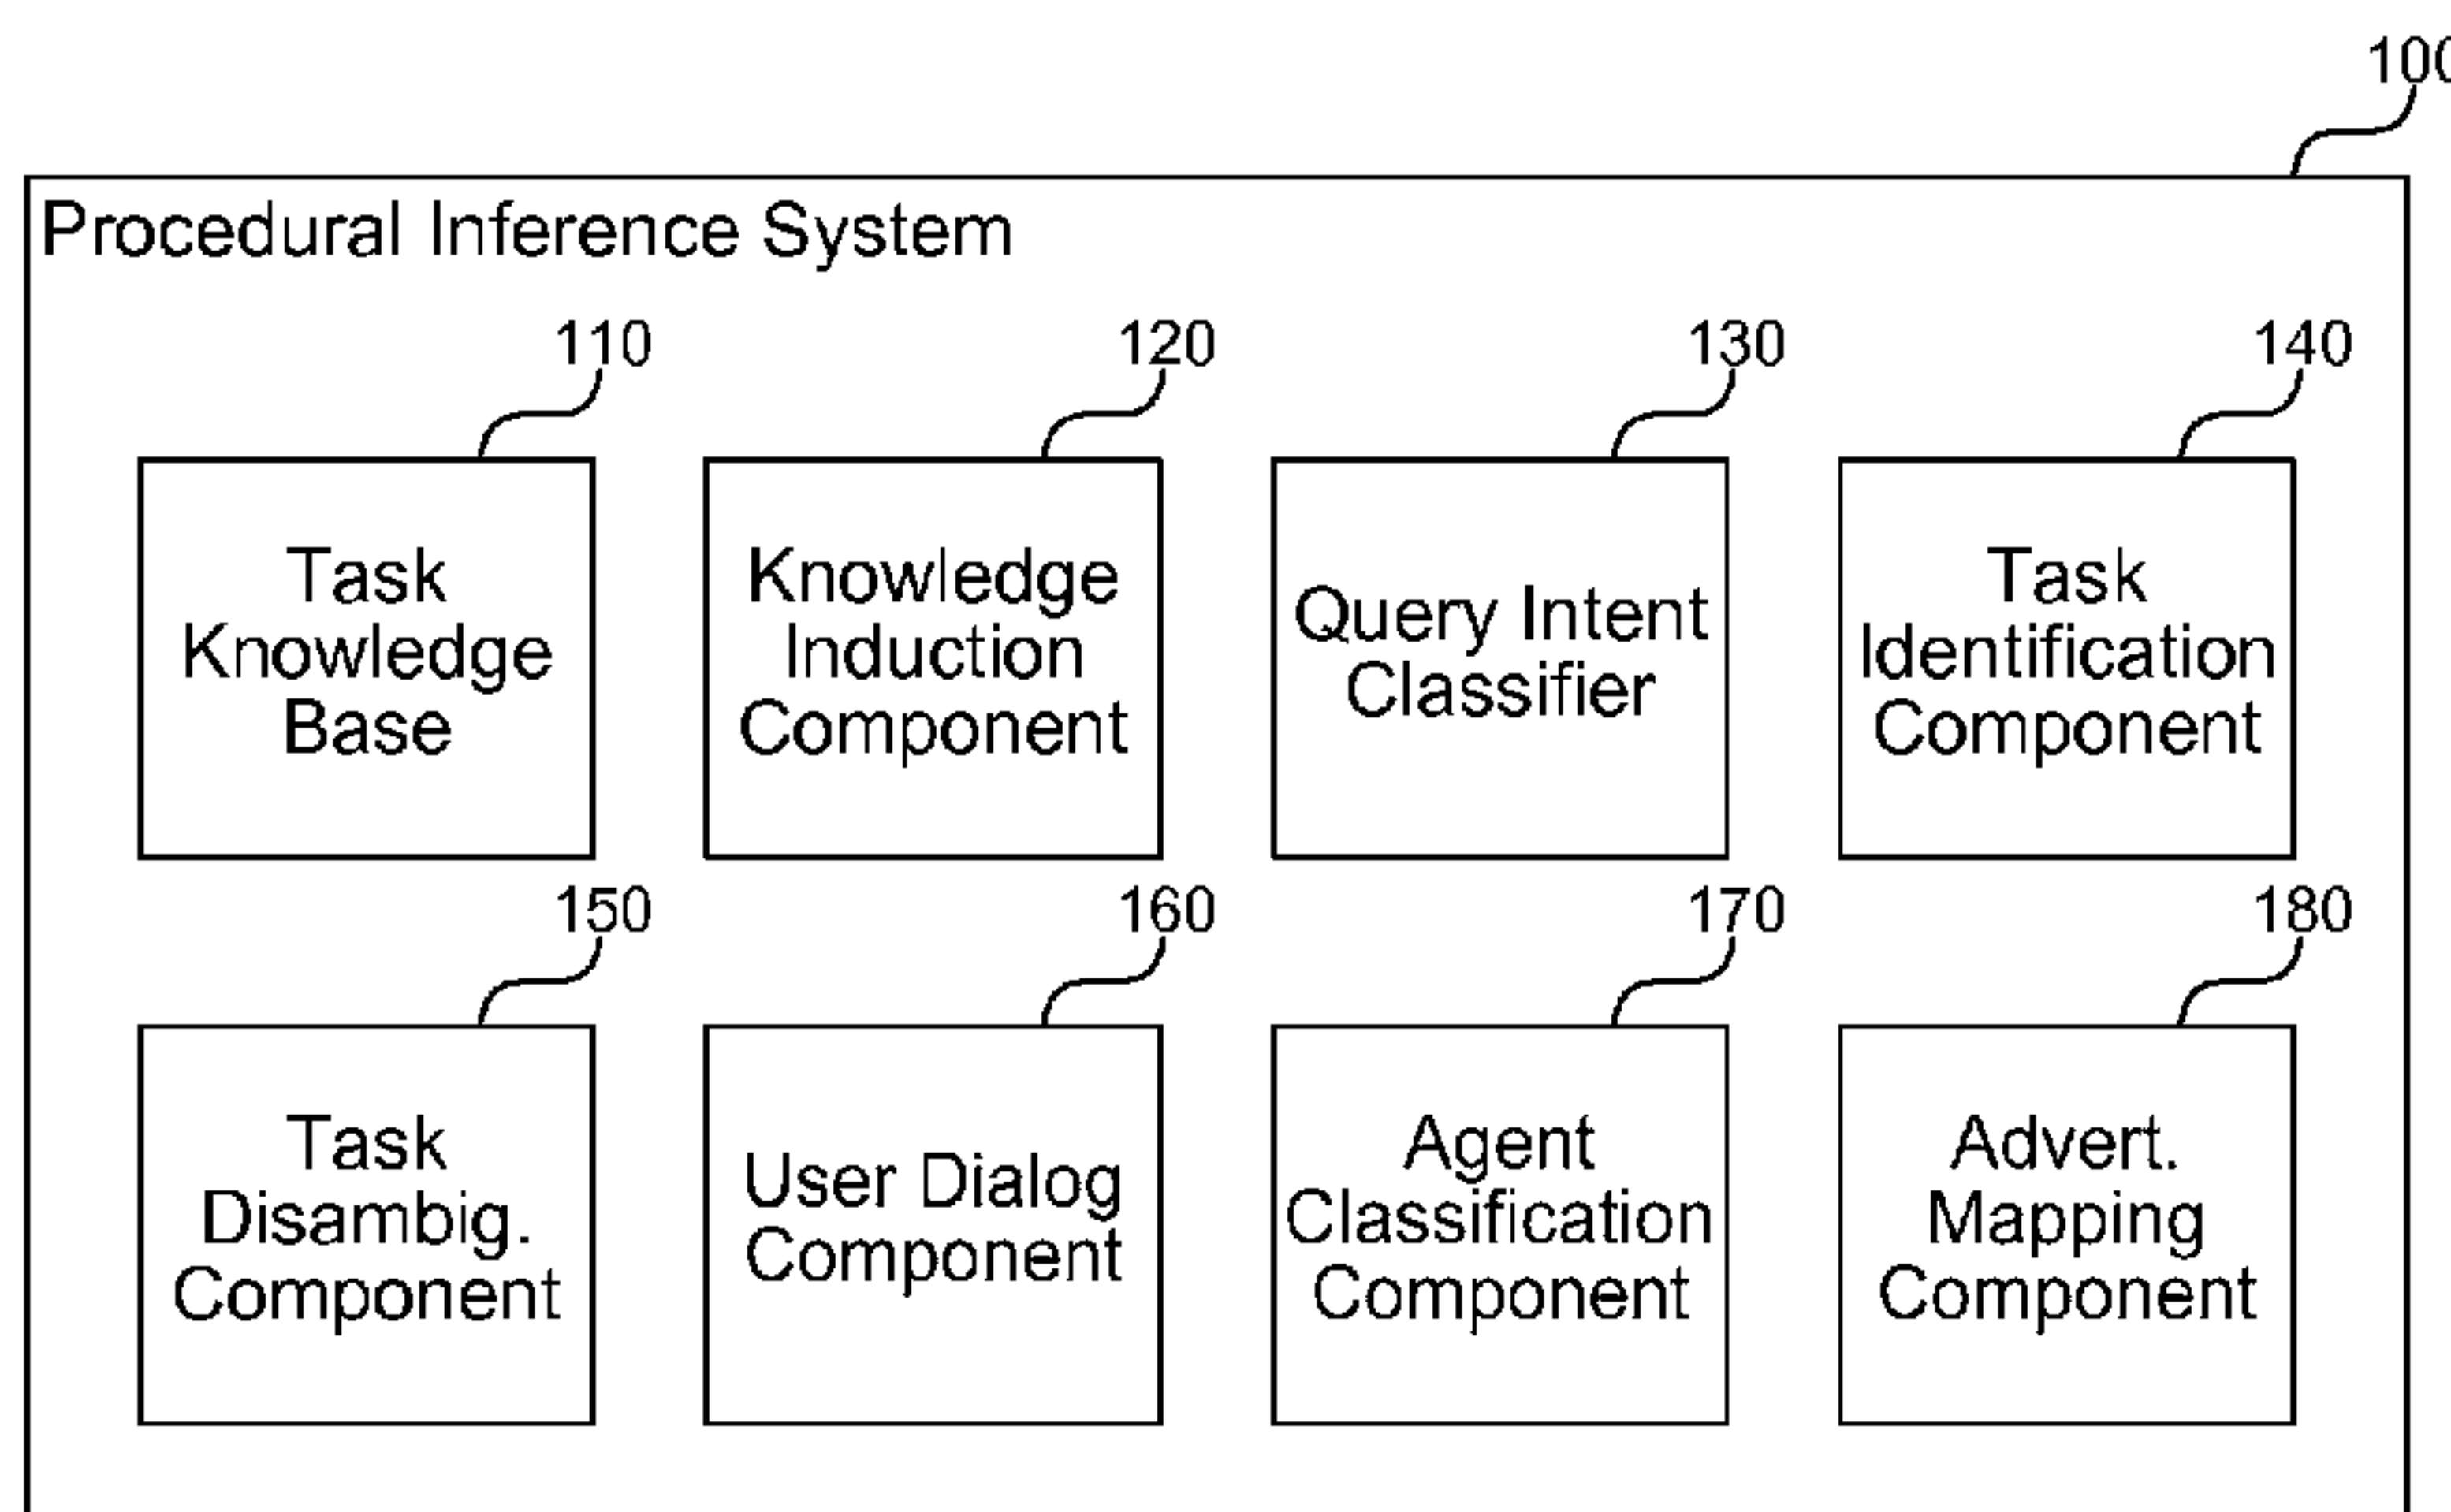 100
Procedural Inference System
110
120
130
140
Task
Knowledge
Base
Knowledge
Induction
Component
Query Intent
Classifier
Task
Identification
Component
150
160
170
180
Task
Disambig.
Component
User Dialog
Component
Agent
Classification
Component
Advert.
Mapping
Component